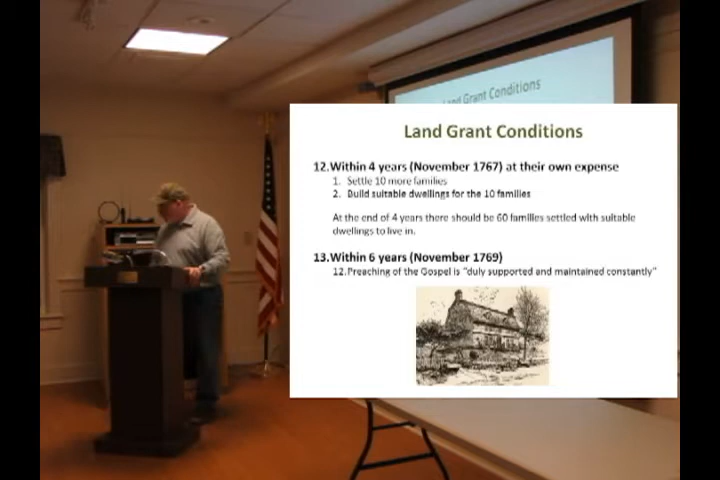 Land Grant Conditions
Land Grant Conditions
12.Within 4 years (November 1767) at their own expense
1. Settle 10 more families
2. Build suitable dwellings for the 10 families
At the end of 4 years there should be 60 families settled with suitable
dwellings to live in.
13.Within 6 years (November 1769)
12.Preaching of the Gospel is "duly supported and maintained constantly"